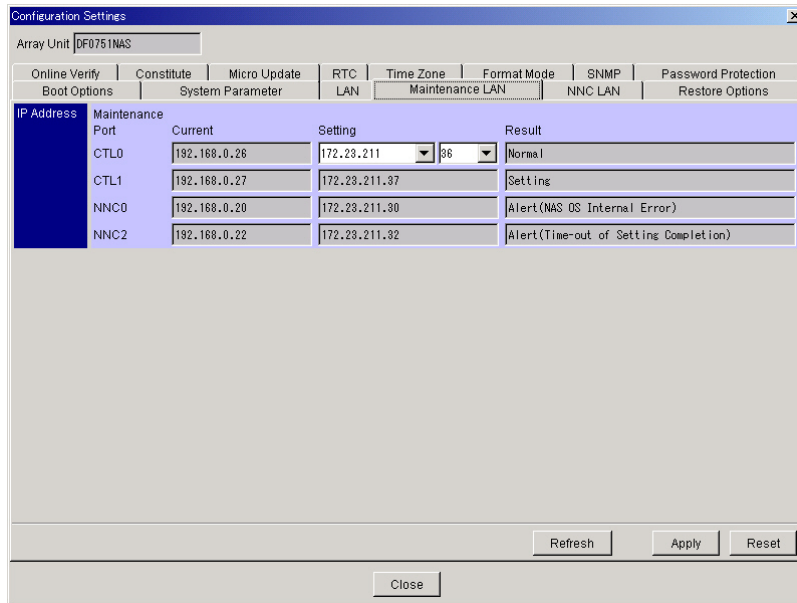 Configuration Settings
Array Unit DF0751NAS
Online Verify Constitute Micro Update RTC Time Zone Format Mode SNMP Password Protection
Boot Options System Parameter LAN Maintenance LAN NNC LAN Restore Options
IP Address Maintenance
Port Current Setting Result
CTL0 192.168.0.26 172.23.211 36 Normal
CTL1 192.168.0.27 172.23.211.37 Setting
NNC0 192.168.0.20 172.23.211.30 Alert(NAS OS Internal Error)
NNC2 192.168.0.22 172.23.211.32 Alert(Time-out of Setting Completion)
Refresh Apply Reset
Close